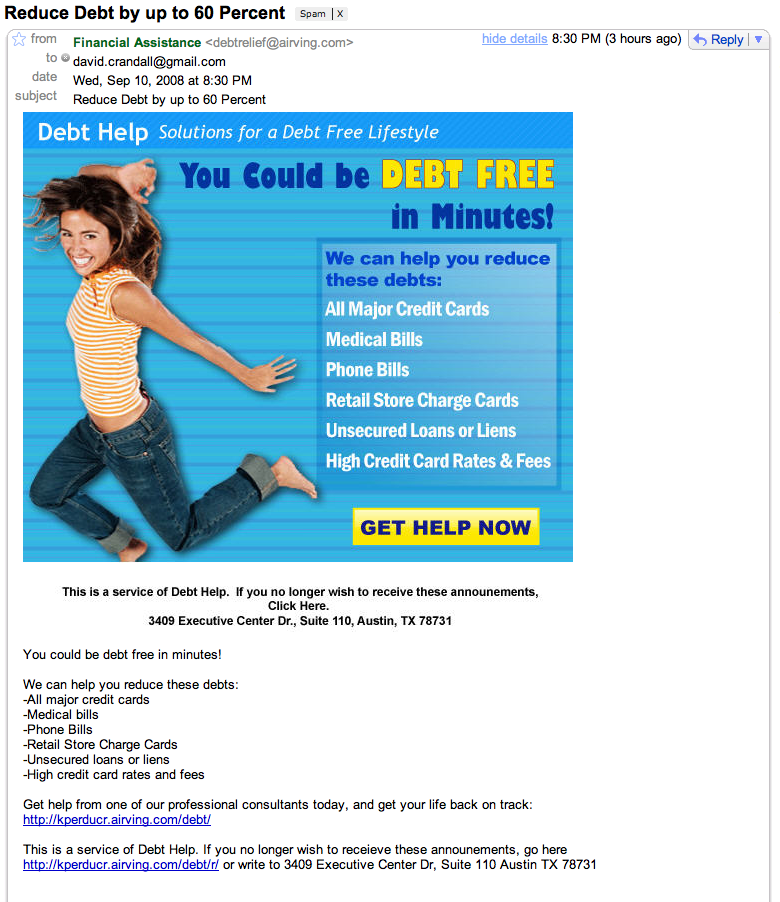 Reduce Debt by up to 60 Percent Spam | X
from Financial Assistance <debtrelief@airving.com> hide details 8:30 PM (3 hours ago) Reply
to david.crandall@gmail.com
date Wed, Sep 10, 2008 at 8:30 PM
subject Reduce Debt by up to 60 Percent
Debt Help Solutions for a Debt Free Lifestyle
You Could be DEBT FREE
in Minutes!
We can help you reduce
these debts:
All Major Credit Cards
Medical Bills
Phone Bills
Retail Store Charge Cards
Unsecured Loans or Liens
High Credit Card Rates & Fees
GET HELP NOW
This is a service of Debt Help. If you no longer wish to receive these announements,
Click Here.
3409 Executive Center Dr., Suite 110, Austin, TX 78731
You could be debt free in minutes!
We can help you reduce these debts:
-All major credit cards
-Medical bills
-Phone Bills
-Retail Store Charge Cards
-Unsecured loans or liens
-High credit card rates and fees
Get help from one of our professional consultants today, and get your life back on track:
http://kperducr.airving.com/debt/
This is a service of Debt Help. If you no longer wish to receieve these announements, go here
http://kperducr.airving.com/debt/r/ or write to 3409 Executive Center Dr, Suite 110 Austin TX 78731